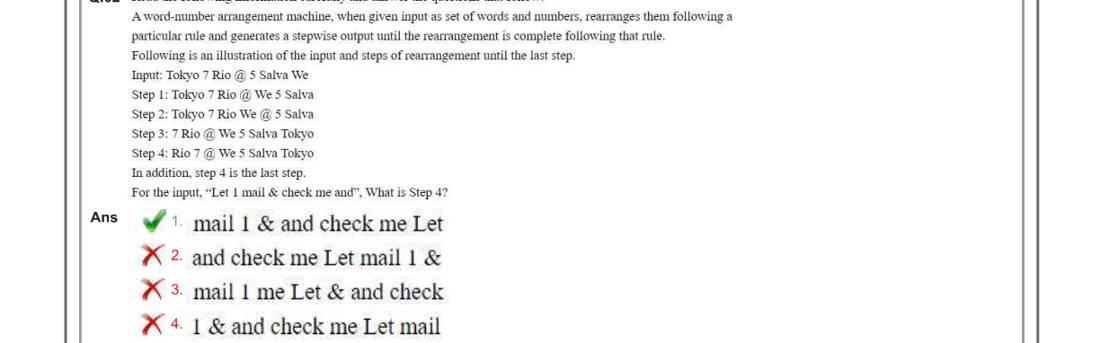 A word-number arrangement machine, when given input as set of words and numbers, rearranges them following a
particular rule and generates a stepwise output until the rearrangement is complete following that rule.
Following is an illustration of the input and steps of rearrangement until the last step.
Input: Tokyo 7 Rio @ 5 Salva We
Step 1: Tokyo 7 Rio @ We 5 Salva
Step 2: Tokyo 7 Rio We @ 5 Salva
Step 3: 7 Rio @ We 5 Salva Tokyo
Step 4: Rio 7 @ We 5 Salva Tokyo
In addition, step 4 is the last step.
For the input, “Let 1 mail & check me and”, What is Step 4?
Ans 1. mail 1 & and check me Let
2. and check me Let mail 1 &
3. mail 1 me Let & and check
4. 1 & and check me Let mail